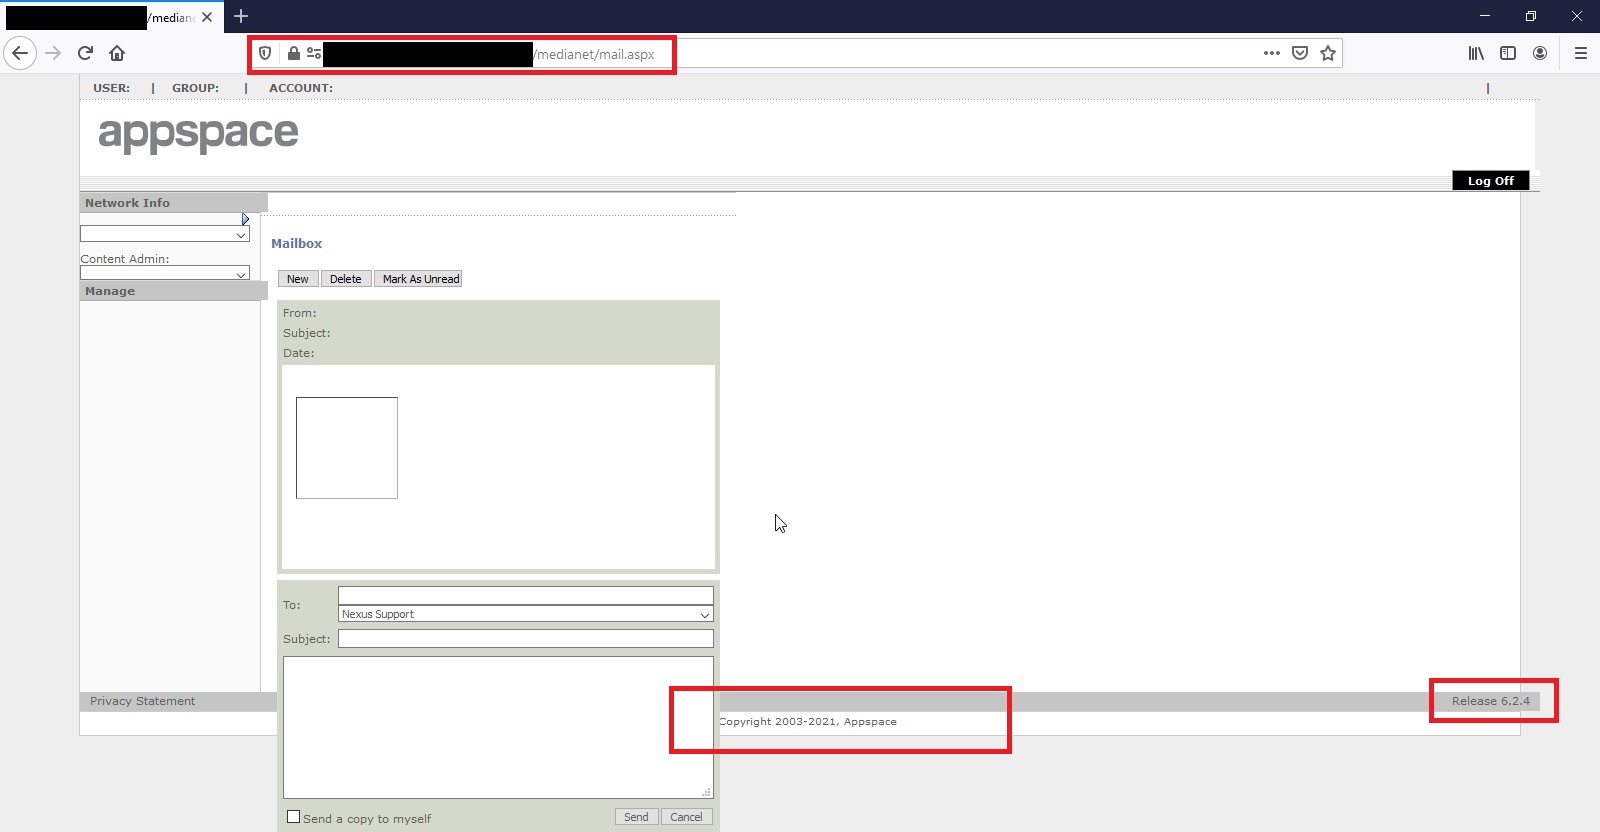 /mediane
/medianet/mail.aspx
USER: | GROUP: | ACCOUNT: |
appspace
Log Off
Network Info
Content Admin:
Manage
Mailbox
New Delete Mark As Unread
From:
Subject:
Date:
To:
Nexus Support
Subject:
Privacy Statement
Release 6.2.4
Copyright 2003-2021, Appspace
Send a copy to myself
Send Cancel